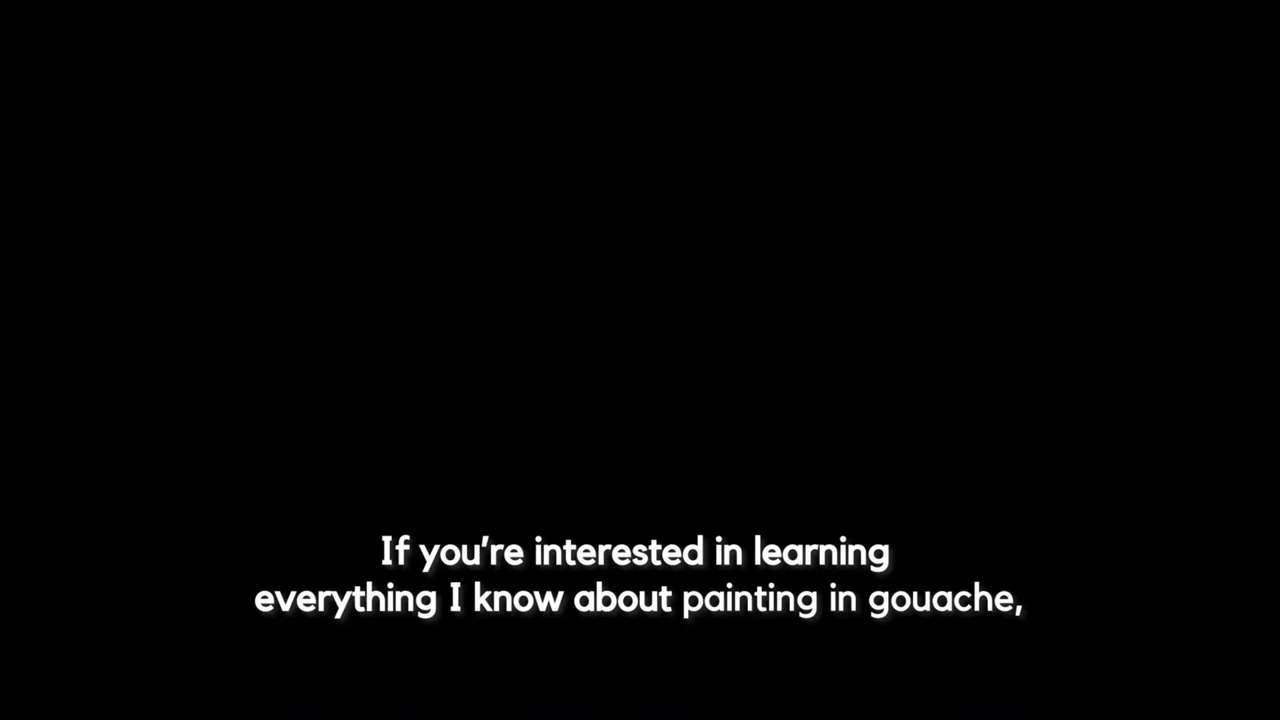 If you’re interested in learning
everything I know about painting in gouache,